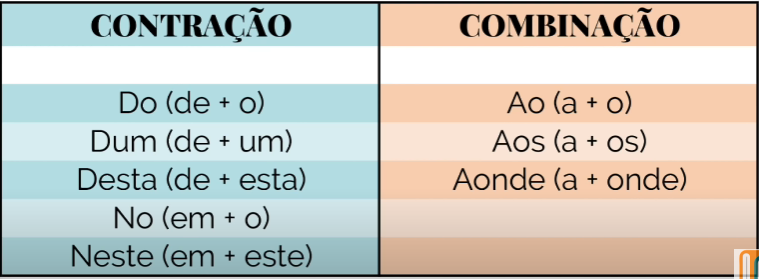 CONTRAÇÃO
COMBINAÇÃO
Do (de + o)
Ao (a + o)
Dum (de + um)
Aos (a + os)
Desta (de + esta)
Aonde (a + onde)
No (em + o)
Neste (em + este)